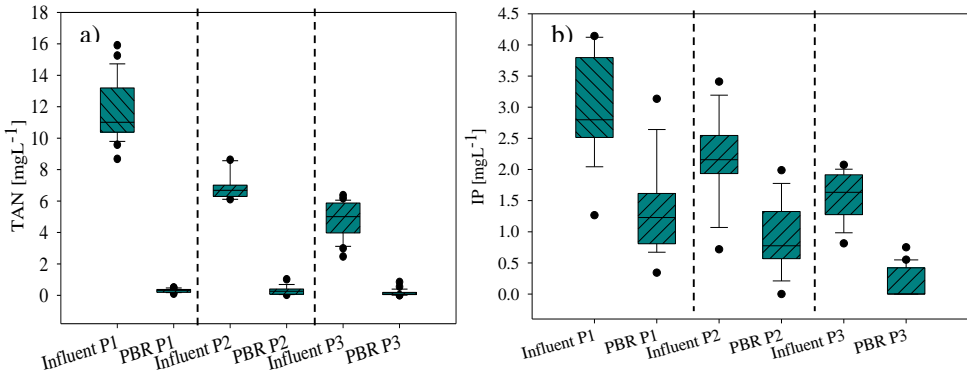 a)
TAN [mgL-1]
18
16
14
12
10
8
6
4
2
0
Influent P1
PBR P1
Influent P2
PBR P2
Influent P3
PBR P3
b)
IP [mgL-1]
4.5
4.0
3.5
3.0
2.5
2.0
1.5
1.0
0.5
0.0
Influent P1
PBR P1
Influent P2
PBR P2
Influent P3
PBR P3